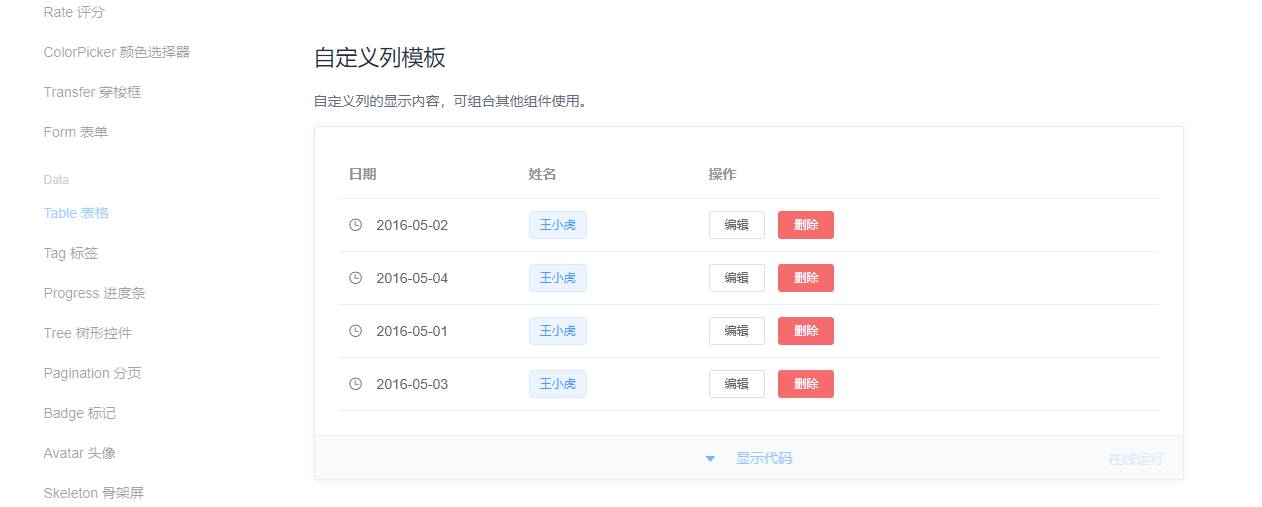 Rate 评分
ColorPicker 颜色选择器
Transfer 穿梭框
Form 表单
Data
Table 表格
Tag 标签
Progress 进度条
Tree 树形控件
Pagination 分页
Badge 标记
Avatar 头像
Skeleton 骨架屏
自定义列模板
自定义列的显示内容，可组合其他组件使用。
日期 姓名 操作
2016-05-02 王小虎 编辑 删除
2016-05-04 王小虎 编辑 删除
2016-05-01 王小虎 编辑 删除
2016-05-03 王小虎 编辑 删除
显示代码 在线运行